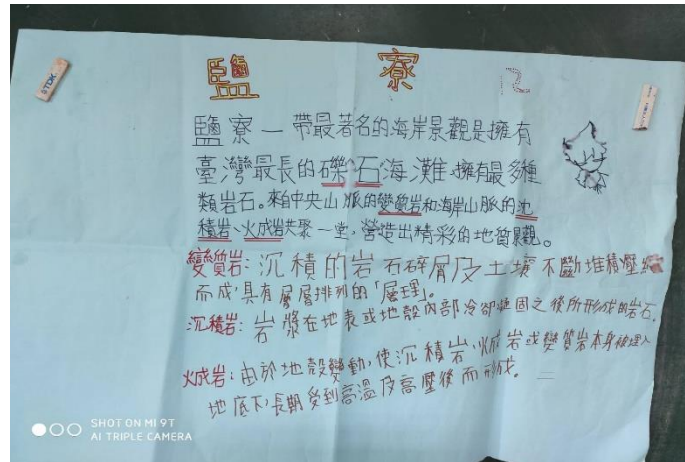 鹽寮
鹽寮一帶最著名的海岸景觀是擁有
臺灣最長的礫石海灘擁有最多種
類岩石。來自中央山脈的變質岩和海岸山脈的沈
積岩、火成岩共聚一堂,營造出精彩的地質景觀。
變質岩:沉積的岩石碎屑及土壤不斷堆積壓縮
而成,具有層層排列的「層理」。
沉積岩:岩漿在地表或地殼內部冷卻凝固之後所形成的岩石。
火成岩:由於地殼變動,使沉積岩、火成岩或變質岩本身被埋入
地底下,長期受到高溫及高壓後而形成。
SHOT ON MI 9T
AI TRIPLE CAMERA